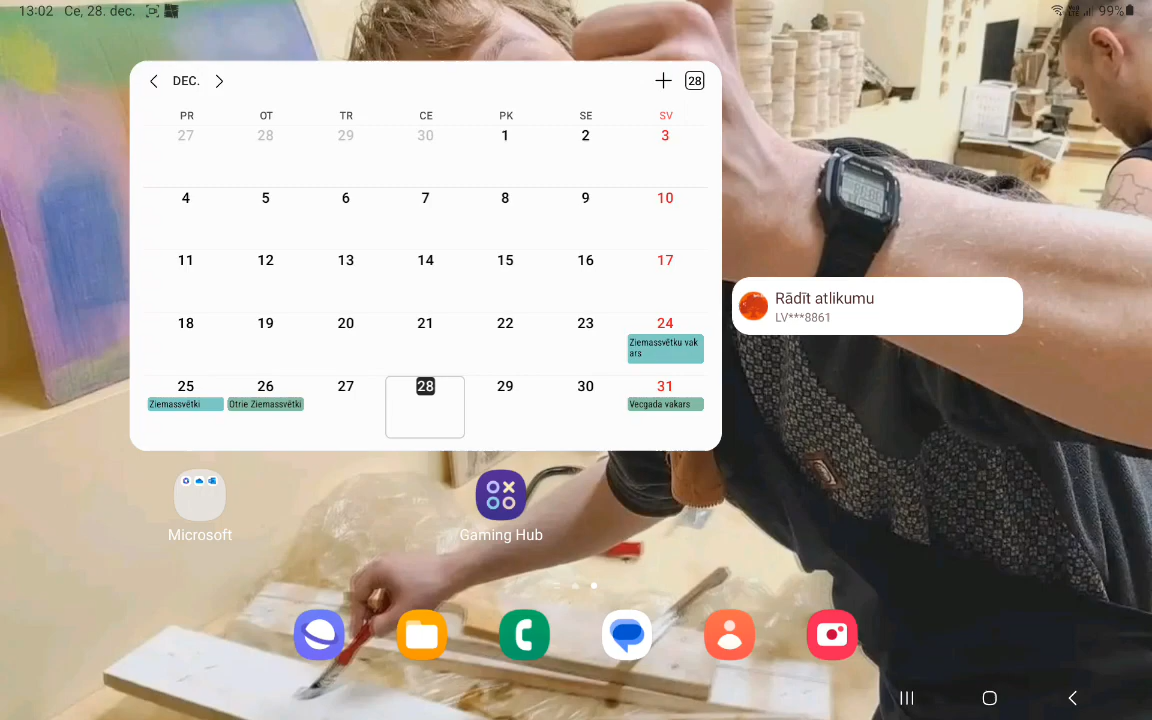 13:02 Ce, 28. dec.
99%
DEC.
28
PR OT TR CE PK SE SV
27 28 29 30 1 2 3
4 5 6 7 8 9 10
11 12 13 14 15 16 17
18 19 20 21 22 23 24
Ziemassvētku vak
ars
25 26 27 28 29 30 31
Ziemassvētki Otrie Ziemassvētki Vecgada vakars
Rādīt atlikumu
LV***8861
Microsoft Gaming Hub